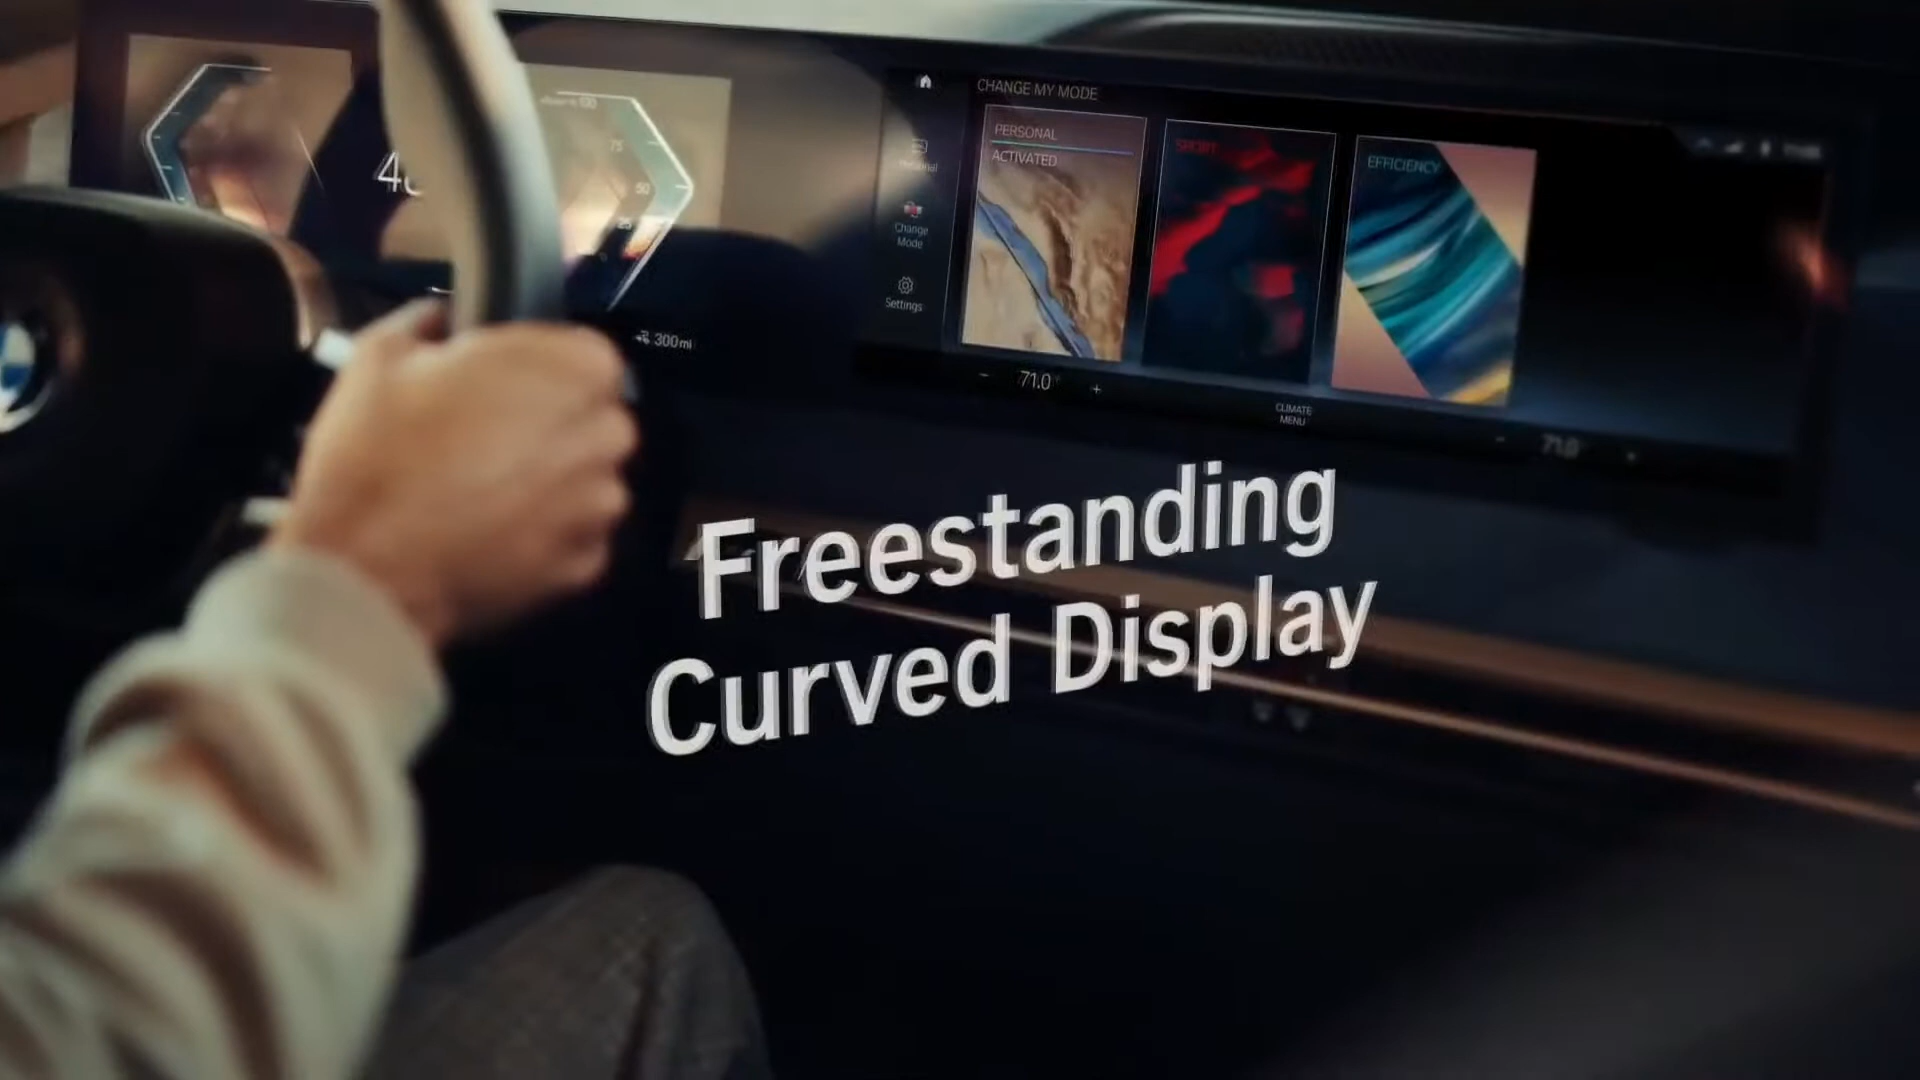 CHANGE MY MODE
PERSONAL
ACTIVATED
SPORT
EFFICIENCY
75
50
25
Change
Mode
Settings
300 mi
− 71.0 +
CLIMATE
MENU
Freestanding
Curved Display